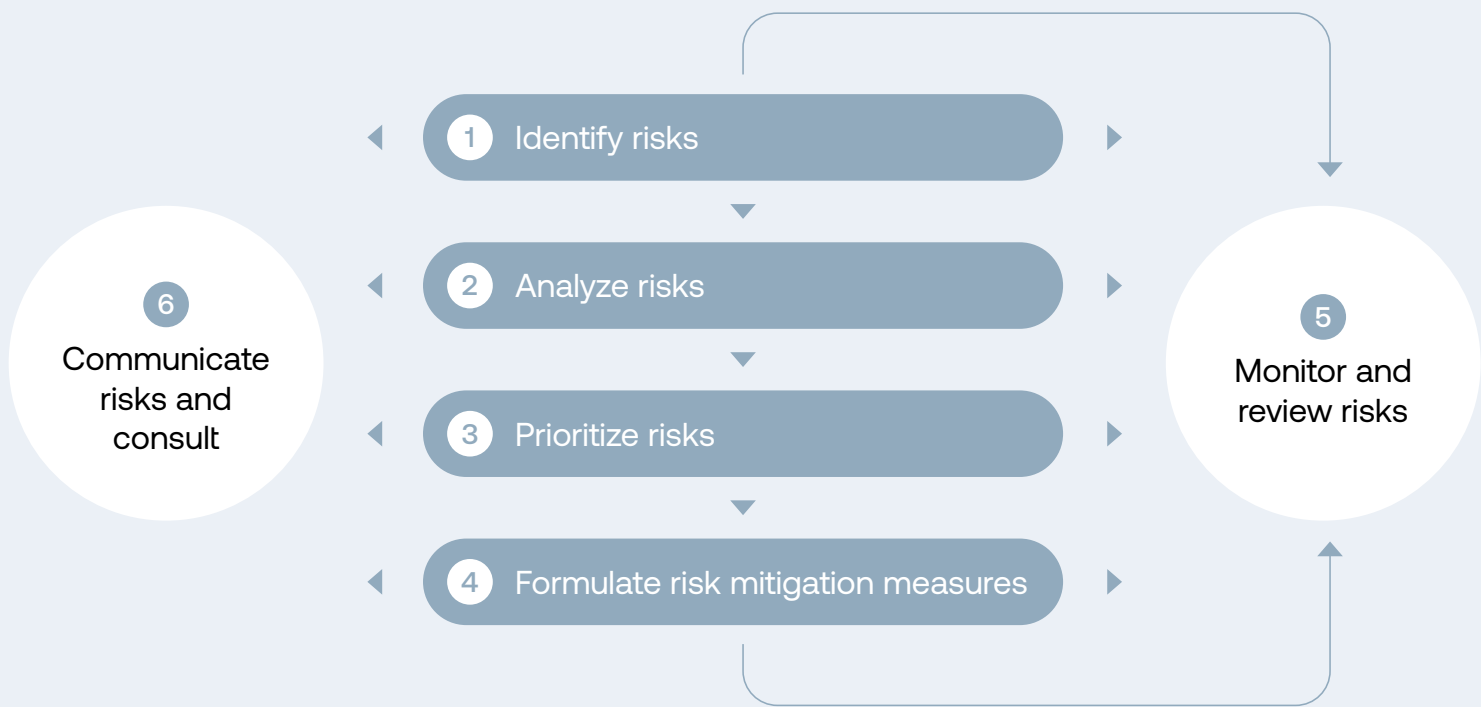 1 Identify risks
2 Analyze risks
3 Prioritize risks
4 Formulate risk mitigation measures
5
Monitor and
review risks
6
Communicate
risks and
consult